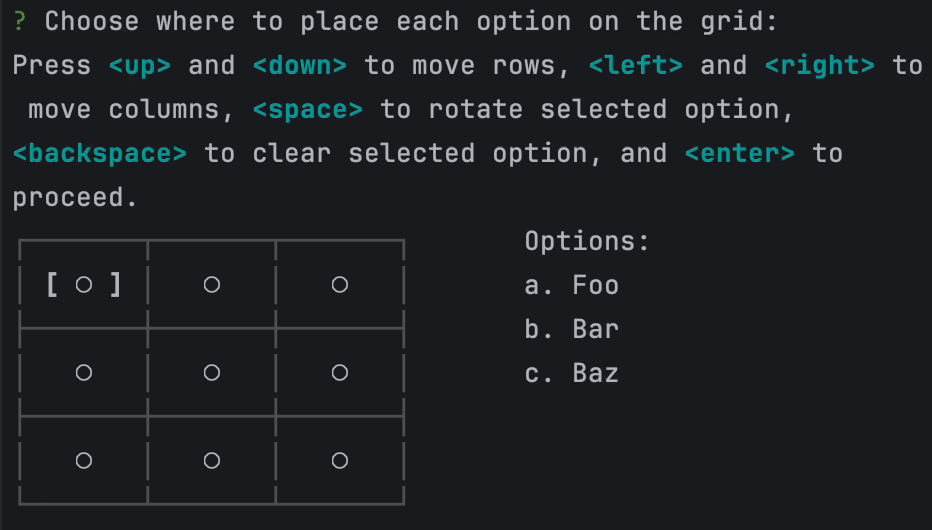 ? Choose where to place each option on the grid:
Press <up> and <down> to move rows, <left> and <right> to
move columns, <space> to rotate selected option,
<backspace> to clear selected option, and <enter> to
proceed.
Options:
[ ○ ] ○ ○
a. Foo
b. Bar
○ ○ ○
c. Baz
○ ○ ○